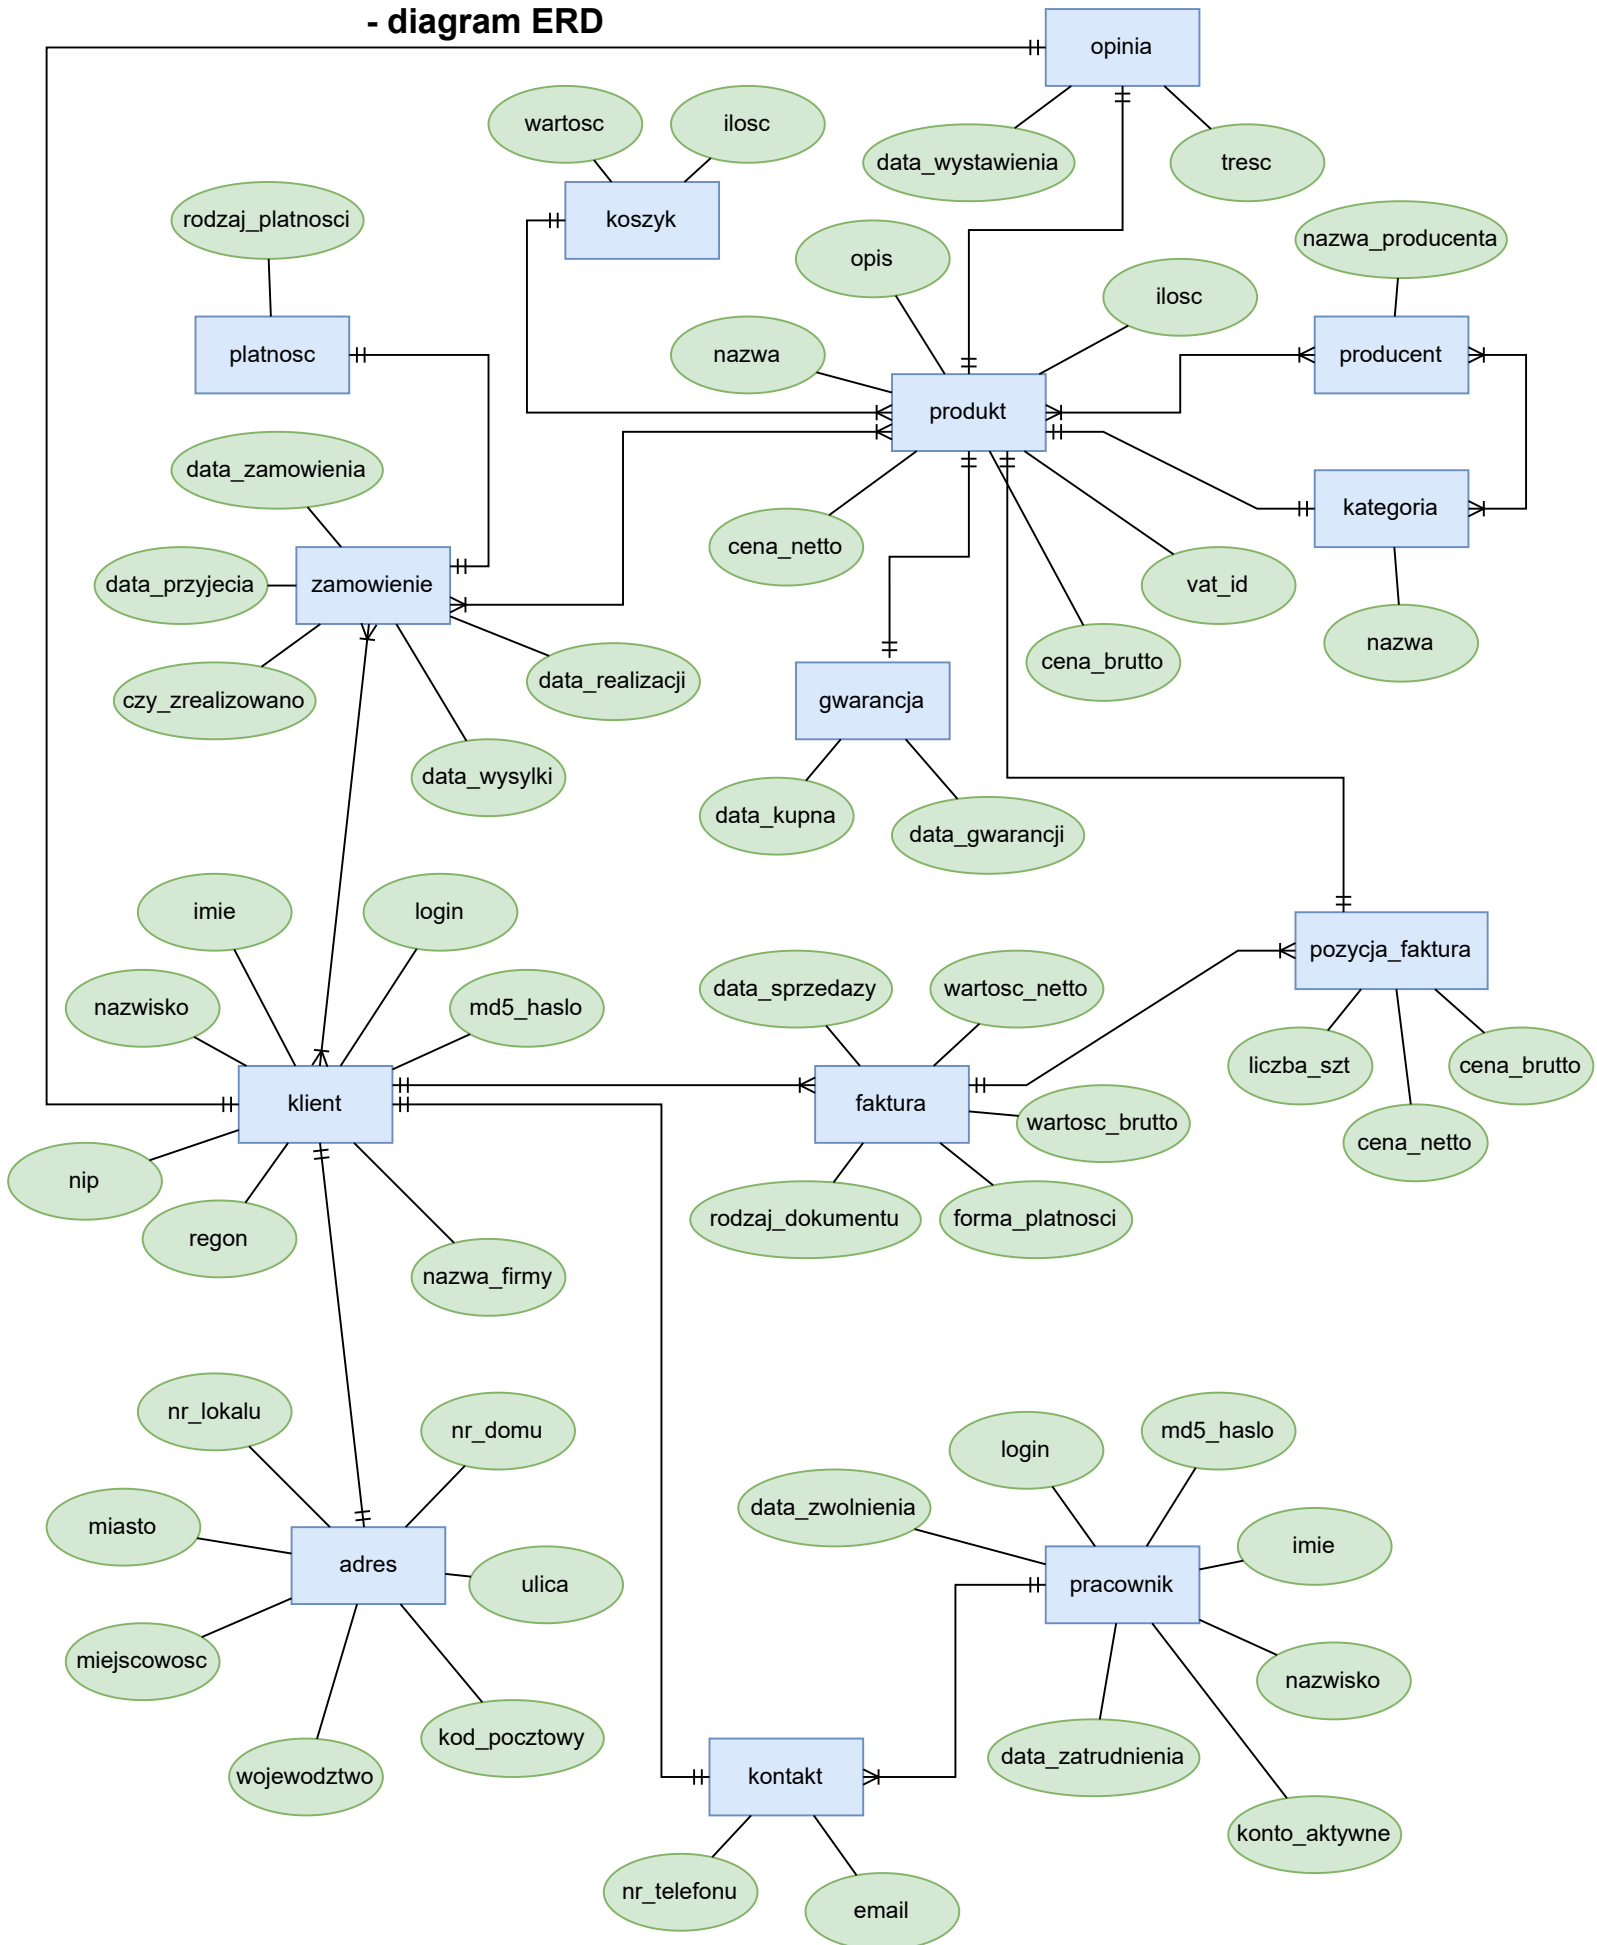 - diagram ERD
opinia
wartosc
ilosc
data_wystawienia
tresc
rodzaj_platnosci
koszyk
nazwa_producenta
opis
ilosc
platnosc
nazwa
producent
produkt
data_zamowienia
kategoria
cena_netto
data_przyjecia
zamowienie
vat_id
nazwa
cena_brutto
data_realizacji
czy_zrealizowano
gwarancja
data_wysylki
data_kupna
data_gwarancji
imie
login
pozycja_faktura
data_sprzedazy
wartosc_netto
nazwisko
md5_haslo
liczba_szt
cena_brutto
klient
faktura
wartosc_brutto
cena_netto
nip
rodzaj_dokumentu
forma_platnosci
regon
nazwa_firmy
nr_lokalu
nr_domu
md5_haslo
login
data_zwolnienia
miasto
imie
adres
ulica
pracownik
miejscowosc
nazwisko
kod_pocztowy
data_zatrudnienia
wojewodztwo
kontakt
konto_aktywne
nr_telefonu
email